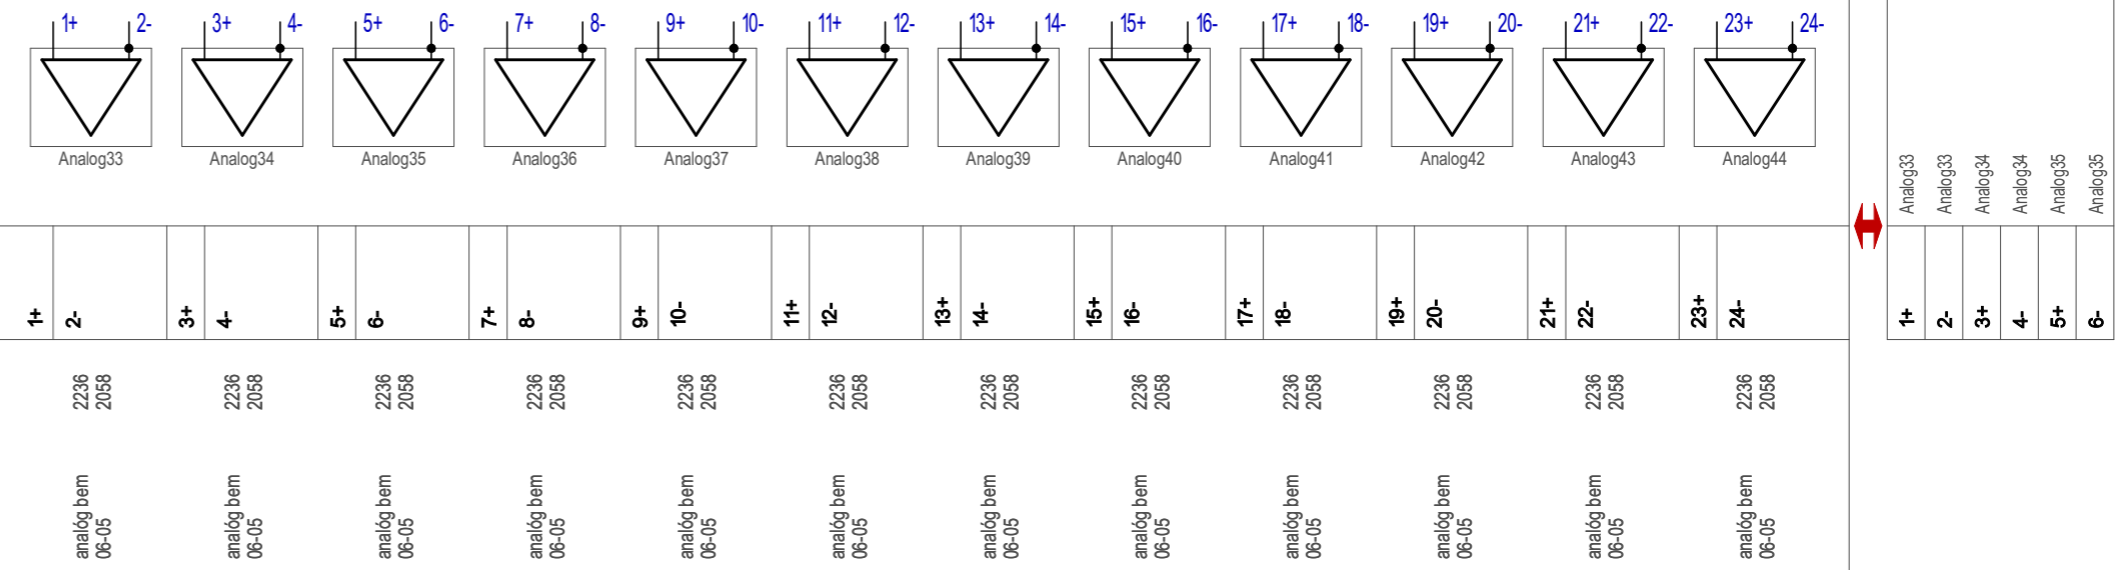 1+ 2- 3+ 4- 5+ 6- 7+ 8- 9+ 10- 11+ 12- 13+ 14- 15+ 16- 17+ 18- 19+ 20- 21+ 22- 23+ 24-
Analog33 Analog34 Analog35 Analog36 Analog37 Analog38 Analog39 Analog40 Analog41 Analog42 Analog43 Analog44
Analog33 Analog33 Analog34 Analog34 Analog35 Analog35
1+ 2- 3+ 4- 5+ 6- 7+ 8- 9+ 10- 11+ 12- 13+ 14- 15+ 16- 17+ 18- 19+ 20- 21+ 22- 23+ 24-
1+ 2- 3+ 4- 5+ 6-
2236
2058
2236
2058
2236
2058
2236
2058
2236
2058
2236
2058
2236
2058
2236
2058
2236
2058
2236
2058
2236
2058
2236
2058
analóg bem
06-05
analóg bem
06-05
analóg bem
06-05
analóg bem
06-05
analóg bem
06-05
analóg bem
06-05
analóg bem
06-05
analóg bem
06-05
analóg bem
06-05
analóg bem
06-05
analóg bem
06-05
analóg bem
06-05